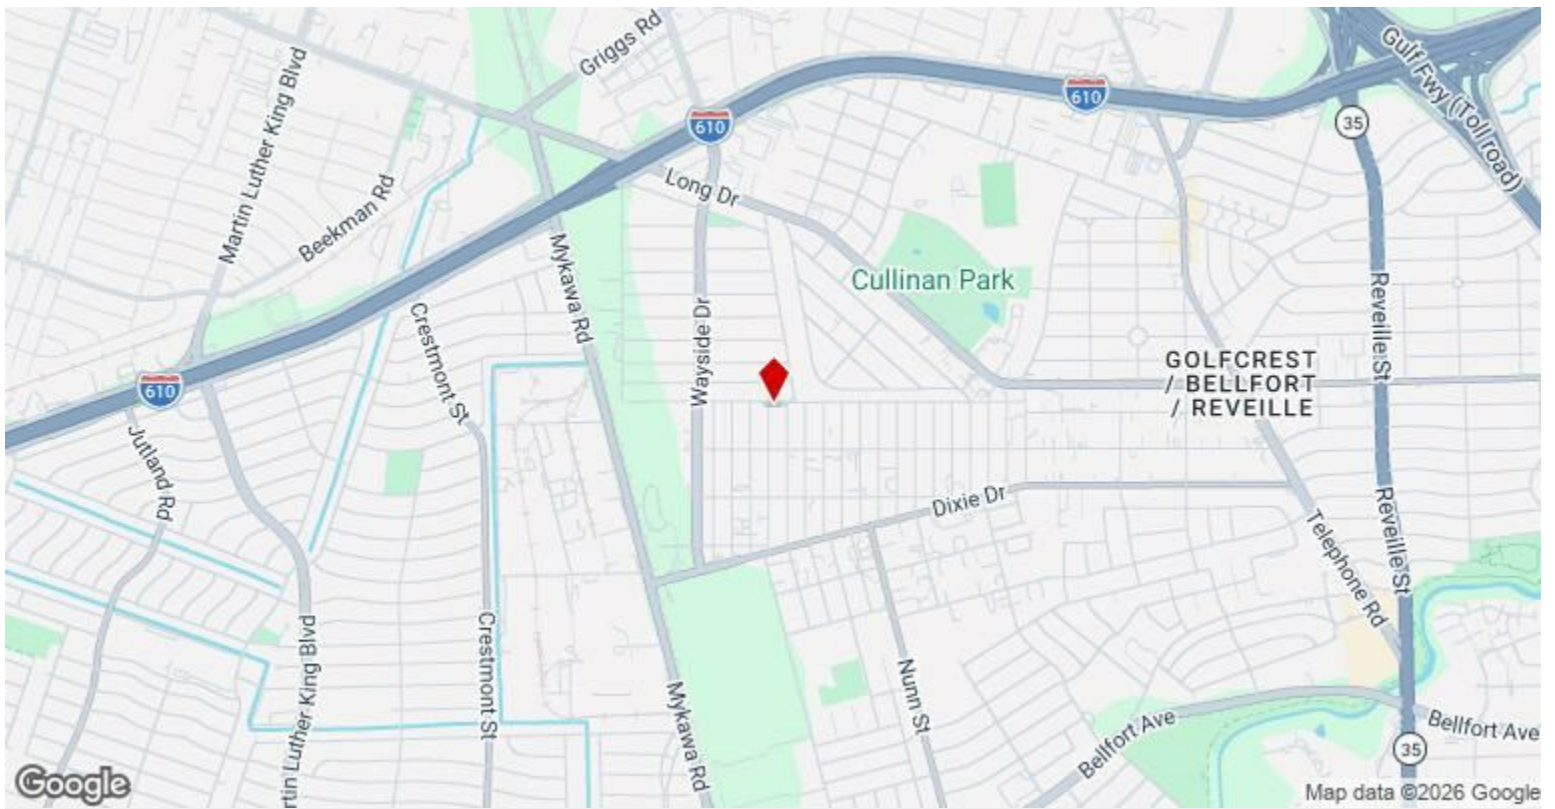 Griggs Rd
Gulf Fwy (Toll road)
Martin Luther King Blvd
610
610
35
Beekman Rd
Long Dr
Mykawa Rd
Cullinan Park
Crestmont St
Wayside Dr
Reveille St
GOLFCREST
/ BELLFORT
/ REVEILLE
610
Jutland Rd
Dixie Dr
Telephone Rd
Reveille St
rtin Luther King Blvd
Crestmont St
Mykawa Rd
Nunn St
Bellfort Ave
Bellfort Ave
35
Google
Map data ©2026 Google